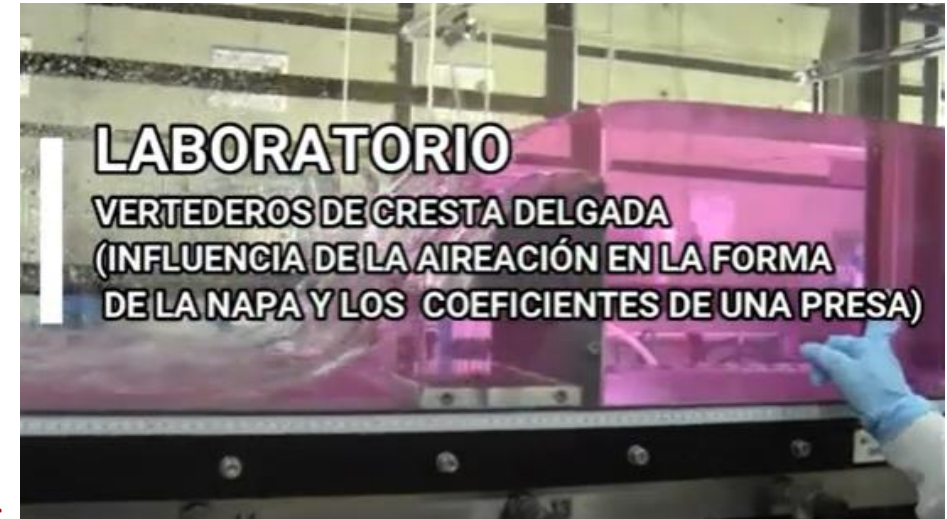 LABORATORIO
VERTEDEROS DE CRESTA DELGADA
(INFLUENCIA DE LA AIREACIÓN EN LA FORMA
DE LA NAPA Y LOS COEFICIENTES DE UNA PRESA)